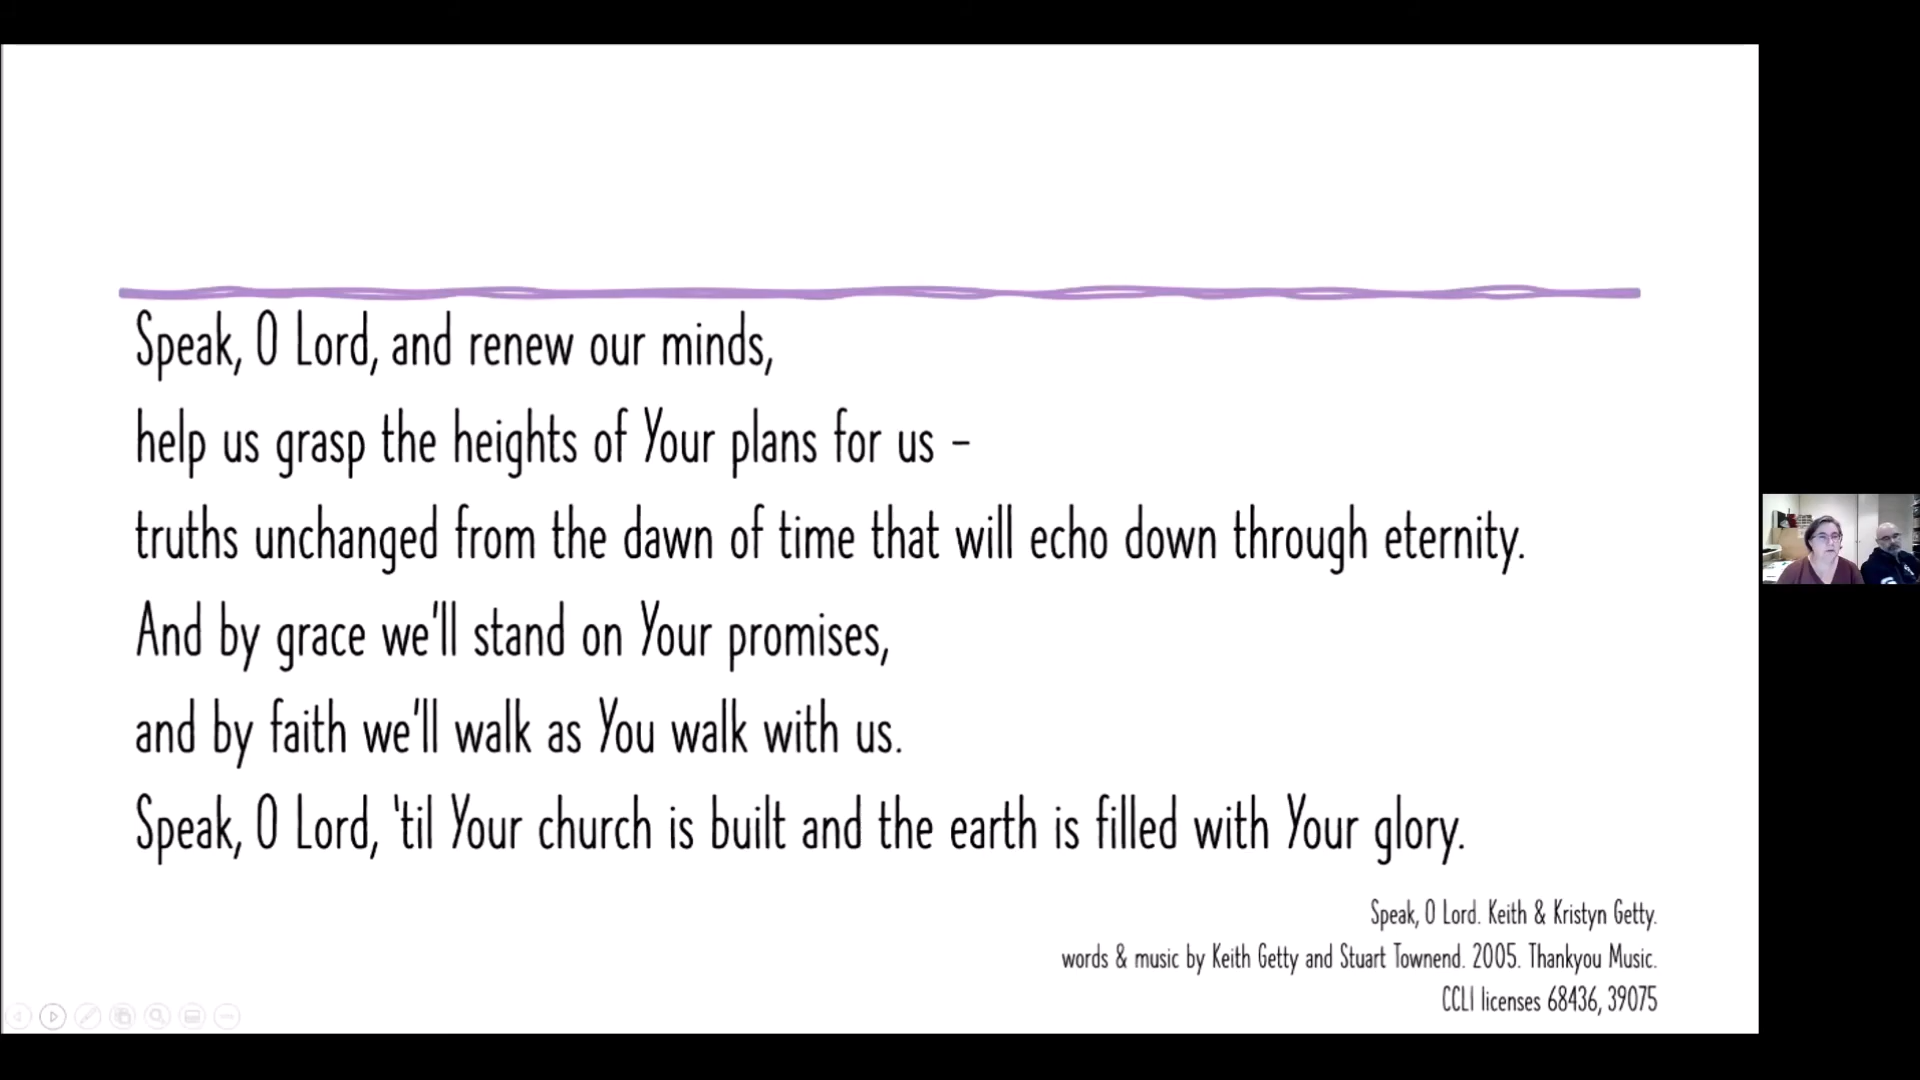 Speak, O Lord, and renew our minds,
help us grasp the heights of Your plans for us -
truths unchanged from the dawn of time that will echo down through eternity.
And by grace we'll stand on Your promises,
and by faith we'll walk as You walk with us.
Speak, O Lord, 'til Your church is built and the earth is filled with Your glory.
Speak, O Lord. Keith & Kristyn Getty.
words & music by Keith Getty and Stuart Townend. 2005. Thankyou Music.
CCLI licenses 68436, 39075